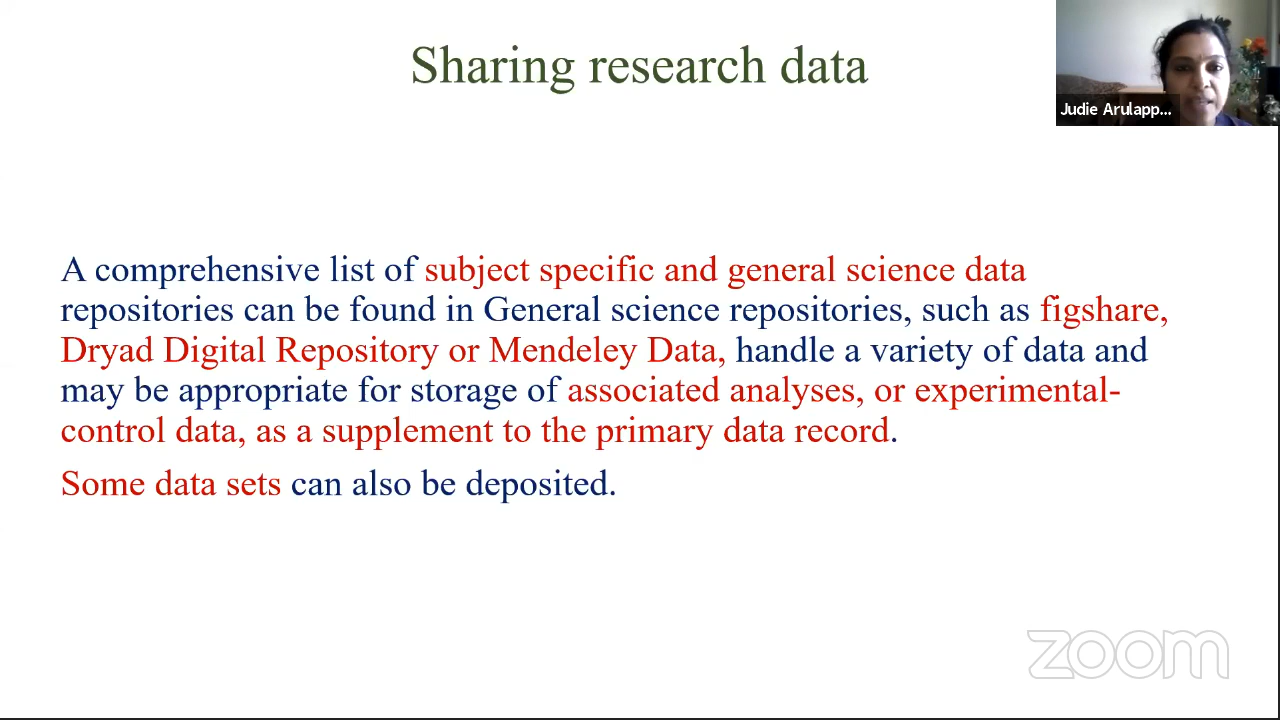 Sharing research data
Judie Arulapp...
A comprehensive list of subject specific and general science data
repositories can be found in General science repositories, such as figshare,
Dryad Digital Repository or Mendeley Data, handle a variety of data and
may be appropriate for storage of associated analyses, or experimental-
control data, as a supplement to the primary data record.
Some data sets can also be deposited.
zoom